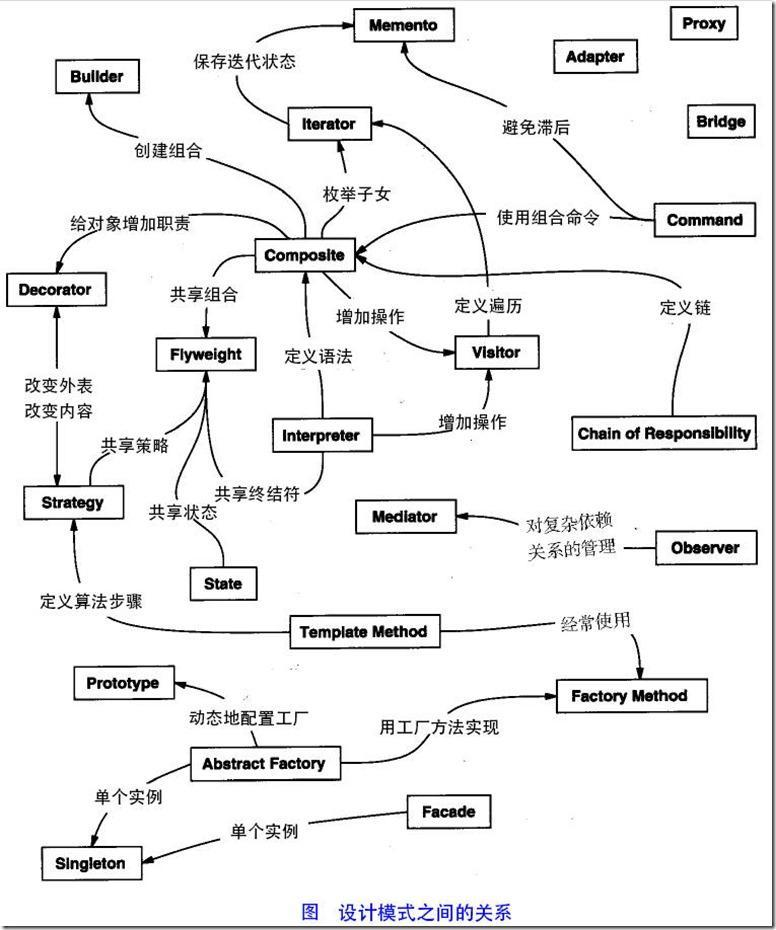 Memento
Proxy
Adapter
保存迭代状态
Builder
Iterator
Bridge
避免滞后
创建组合
枚举子女
给对象增加职责
使用组合命令
Command
Composite
Decorator
共享组合
增加操作
定义遍历
定义链
Flyweight
定义语法
Visitor
改变外表
改变内容
增加操作
Interpreter
Chain of Responsibility
共享策略
共享终结符
Strategy
共享状态
Mediator
对复杂依赖
关系的管理
Observer
State
定义算法步骤
Template Method
经常使用
Prototype
Factory Method
动态地配置工厂
用工厂方法实现
Abstract Factory
单个实例
Facade
单个实例
Singleton
图 设计模式之间的关系